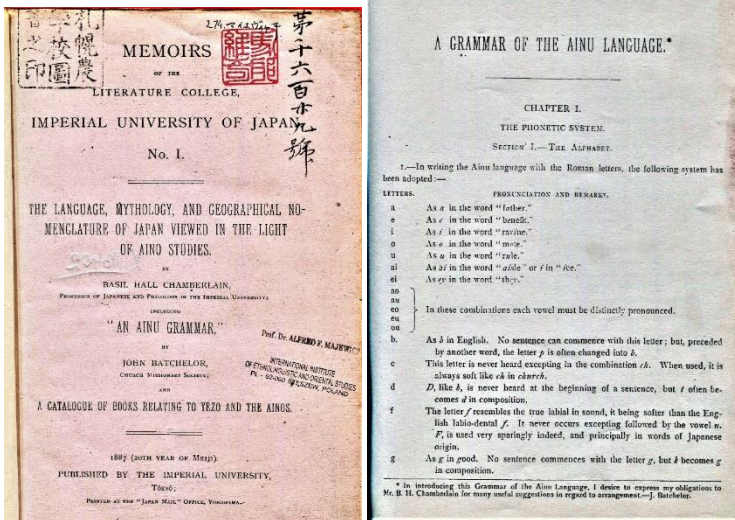 札幌農
學校圖
書之印
第千六百廿九號
MEMOIRS
OF THE
LITERATURE COLLEGE,
IMPERIAL UNIVERSITY OF JAPAN
No. I.
THE LANGUAGE, MYTHOLOGY, AND GEOGRAPHICAL NO-
MENCLATURE OF JAPAN VIEWED IN THE LIGHT
OF AINO STUDIES.
BY
BASIL HALL CHAMBERLAIN,
PROFESSOR OF JAPANESE AND PHILOLOGY IN THE IMPERIAL UNIVERSITY;
INCLUDING
"AN AINU GRAMMAR,"
BY
JOHN BATCHELOR,
CHURCH MISSIONARY SOCIETY;
AND
A CATALOGUE OF BOOKS RELATING TO YEZO AND THE AINOS.
Prof. Dr. ALFRED F. MAJEWICZ
INTERNATIONAL INSTITUTE
OF ETHNOLINGUISTIC AND ORIENTAL STUDIES
PL - 62-060 STĘSZEW, POLAND
1887 (20TH YEAR OF MEIJI).
PUBLISHED BY THE IMPERIAL UNIVERSITY,
TŌKYŌ;
PRINTED AT THE "JAPAN MAIL" OFFICE, YOKOHAMA.
A GRAMMAR OF THE AINU LANGUAGE.*
CHAPTER I.
THE PHONETIC SYSTEM.
SECTION I.—THE ALPHABET.
1.—In writing the Ainu language with the Roman letters, the following system has
been adopted:—
LETTERS. PRONUNCIATION AND REMARKS.
a As a in the word "father."
e As e in the word "benefit."
i As i in the word "ravine."
o As o in the word "mote."
u As u in the word "rule."
ai As ai in the word "aisle" or i in "ice."
ei As ey in the word "they."
ao
au
eo In these combinations each vowel must be distinctly pronounced.
eu
ou
b. As b in English. No sentence can commence with this letter; but, preceded
by another word, the letter p is often changed into b.
c This letter is never heard excepting in the combination ch. When used, it is
always soft like ch in church.
d D, like b, is never heard at the beginning of a sentence, but t often be-
comes d in composition.
f The letter f resembles the true labial in sound, it being softer than the Eng-
lish labio-dental f. It never occurs excepting followed by the vowel u.
F, is used very sparingly indeed, and principally in words of Japanese
origin.
g As g in good. No sentence commences with the letter g, but k becomes g
in composition.
* In introducing this Grammar of the Ainu Language, I desire to express my obligations to
Mr. B. H. Chamberlain for many useful suggestions in regard to arrangement.—J. Batchelor.